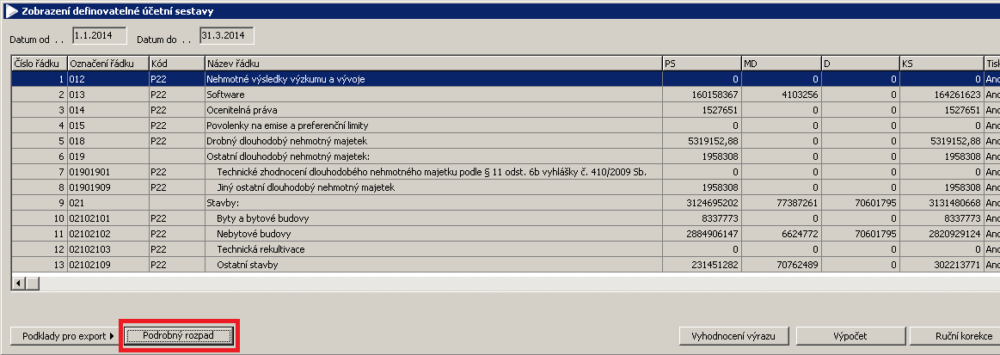 Zobrazení definovatelné účetní sestavy
Datum od . . 1.1.2014 Datum do . . 31.3.2014
Číslo řádku Označení řádku Kód Název řádku PS MD D KS Tisk
1 012 P22 Nehmotné výsledky výzkumu a vývoje 0 0 0 0 Ano
2 013 P22 Software 160158367 4103256 0 164261623 Ano
3 014 P22 Ocenitelná práva 1527651 0 0 1527651 Ano
4 015 P22 Povolenky na emise a preferenční limity 0 0 0 0 Ano
5 018 P22 Drobný dlouhodobý nehmotný majetek 5319152,88 0 0 5319152,88 Ano
6 019 Ostatní dlouhodobý nehmotný majetek: 1958308 0 0 1958308 Ano
7 01901901 P22 Technické zhodnocení dlouhodobého nehmotného majetku podle § 11 odst. 6b vyhlášky č. 410/2009 Sb. 0 0 0 0 Ano
8 01901909 P22 Jiný ostatní dlouhodobý nehmotný majetek 1958308 0 0 1958308 Ano
9 021 Stavby: 3124695202 77387261 70601795 3131480668 Ano
10 02102101 P22 Byty a bytové budovy 8337773 0 0 8337773 Ano
11 02102102 P22 Nebytové budovy 2884906147 6624772 70601795 2820929124 Ano
12 02102103 P22 Technická rekultivace 0 0 0 0 Ano
13 02102109 P22 Ostatní stavby 231451282 70762489 0 302213771 Ano
Podklady pro export Podrobný rozpad Vyhodnocení výrazu Výpočet Ruční korekce